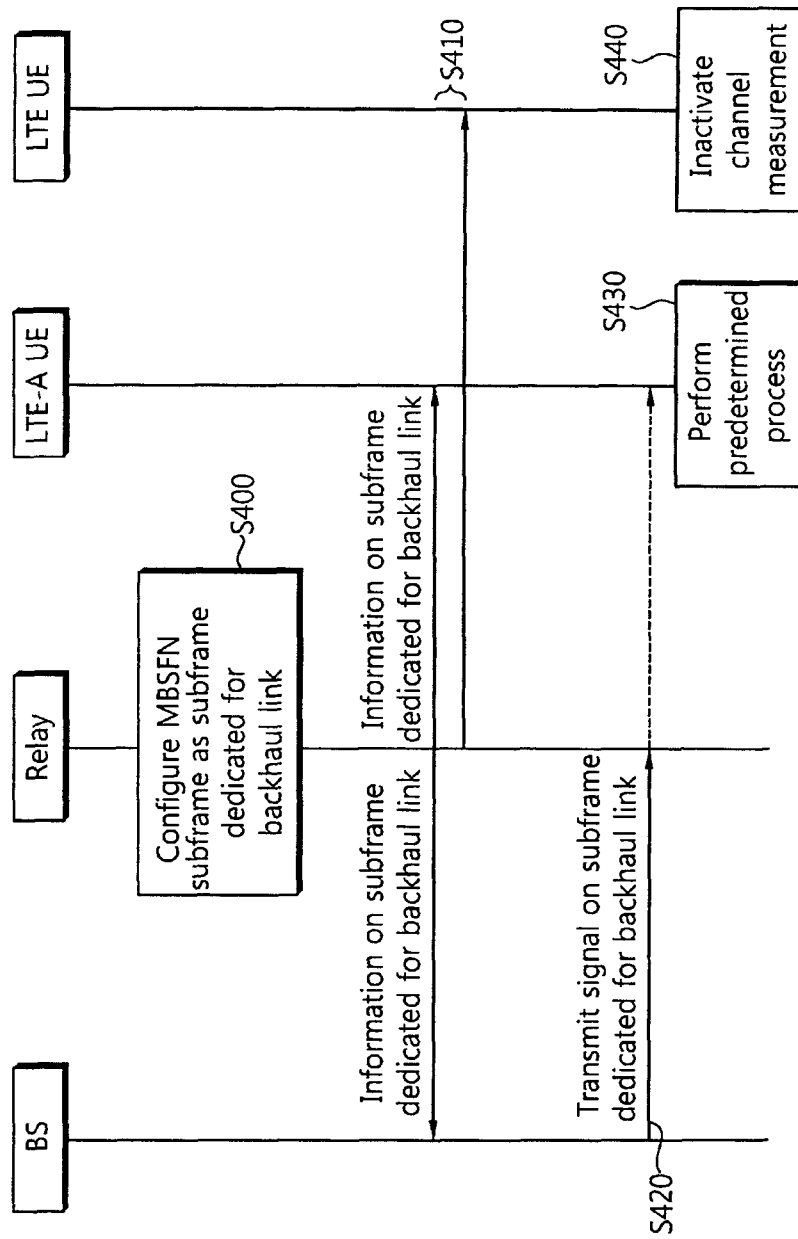 BS
Relay
LTE-A UE
LTE UE
Configure MBSFN
subframe as subframe
dedicated for
backhaul link
S400
Information on subframe
dedicated for backhaul link
Information on subframe
dedicated for backhaul link
S410
Transmit signal on subframe
dedicated for backhaul link
S420
Perform
predetermined
process
S430
Inactivate
channel
measurement
S440